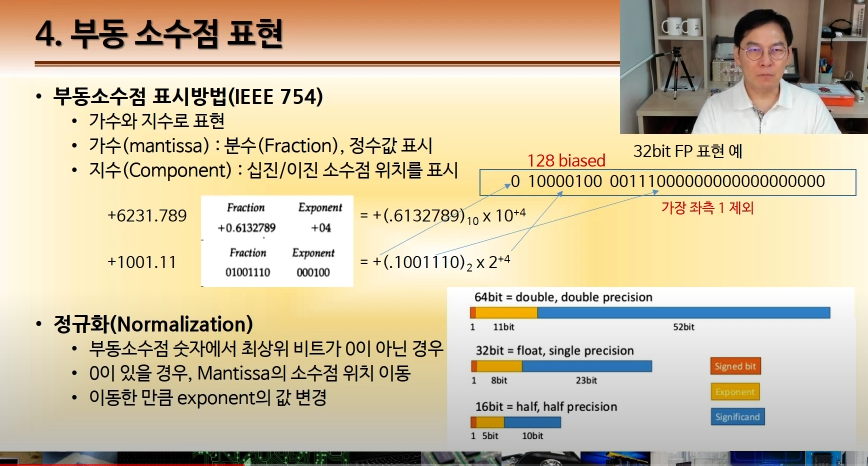 4. 부동 소수점 표현
• 부동소수점 표시방법(IEEE 754)
• 가수와 지수로 표현
• 가수(mantissa) : 분수(Fraction), 정수값 표시
• 지수(Component) : 십진/이진 소수점 위치를 표시
128 biased
32bit FP 표현 예
0 10000100 00111000000000000000000
가장 좌측 1 제외
Fraction Exponent
+6231.789 +0.6132789 +04 = +(.6132789)10 x 10+4
Fraction Exponent
+1001.11 01001110 000100 = +(.1001110)2 x 2+4
• 정규화(Normalization)
• 부동소수점 숫자에서 최상위 비트가 0이 아닌 경우
• 0이 있을 경우, Mantissa의 소수점 위치 이동
• 이동한 만큼 exponent의 값 변경
64bit = double, double precision
1 11bit 52bit
32bit = float, single precision
1 8bit 23bit
16bit = half, half precision
1 5bit 10bit
Signed bit
Exponent
Significand